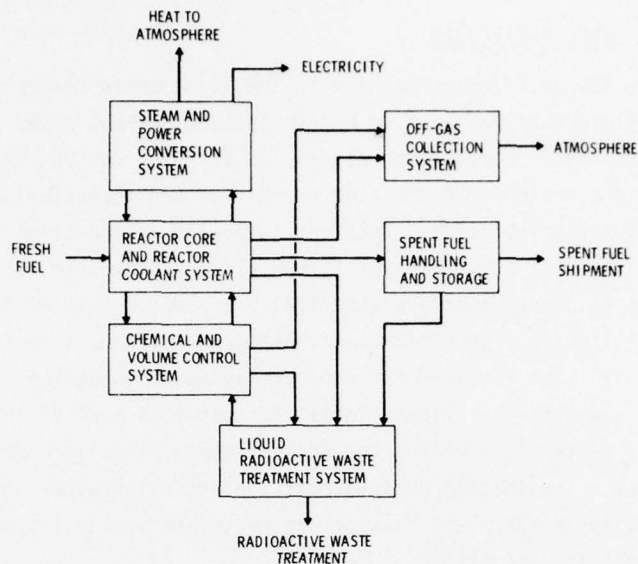 HEAT TO
ATMOSPHERE
ELECTRICITY
STEAM AND
POWER
CONVERSION
SYSTEM
OFF-GAS
COLLECTION
SYSTEM
ATMOSPHERE
FRESH
FUEL
REACTOR CORE
AND REACTOR
COOLANT SYSTEM
SPENT FUEL
HANDLING
AND STORAGE
SPENT FUEL
SHIPMENT
CHEMICAL AND
VOLUME CONTROL
SYSTEM
LIQUID
RADIOACTIVE WASTE
TREATMENT SYSTEM
RADIOACTIVE WASTE
TREATMENT